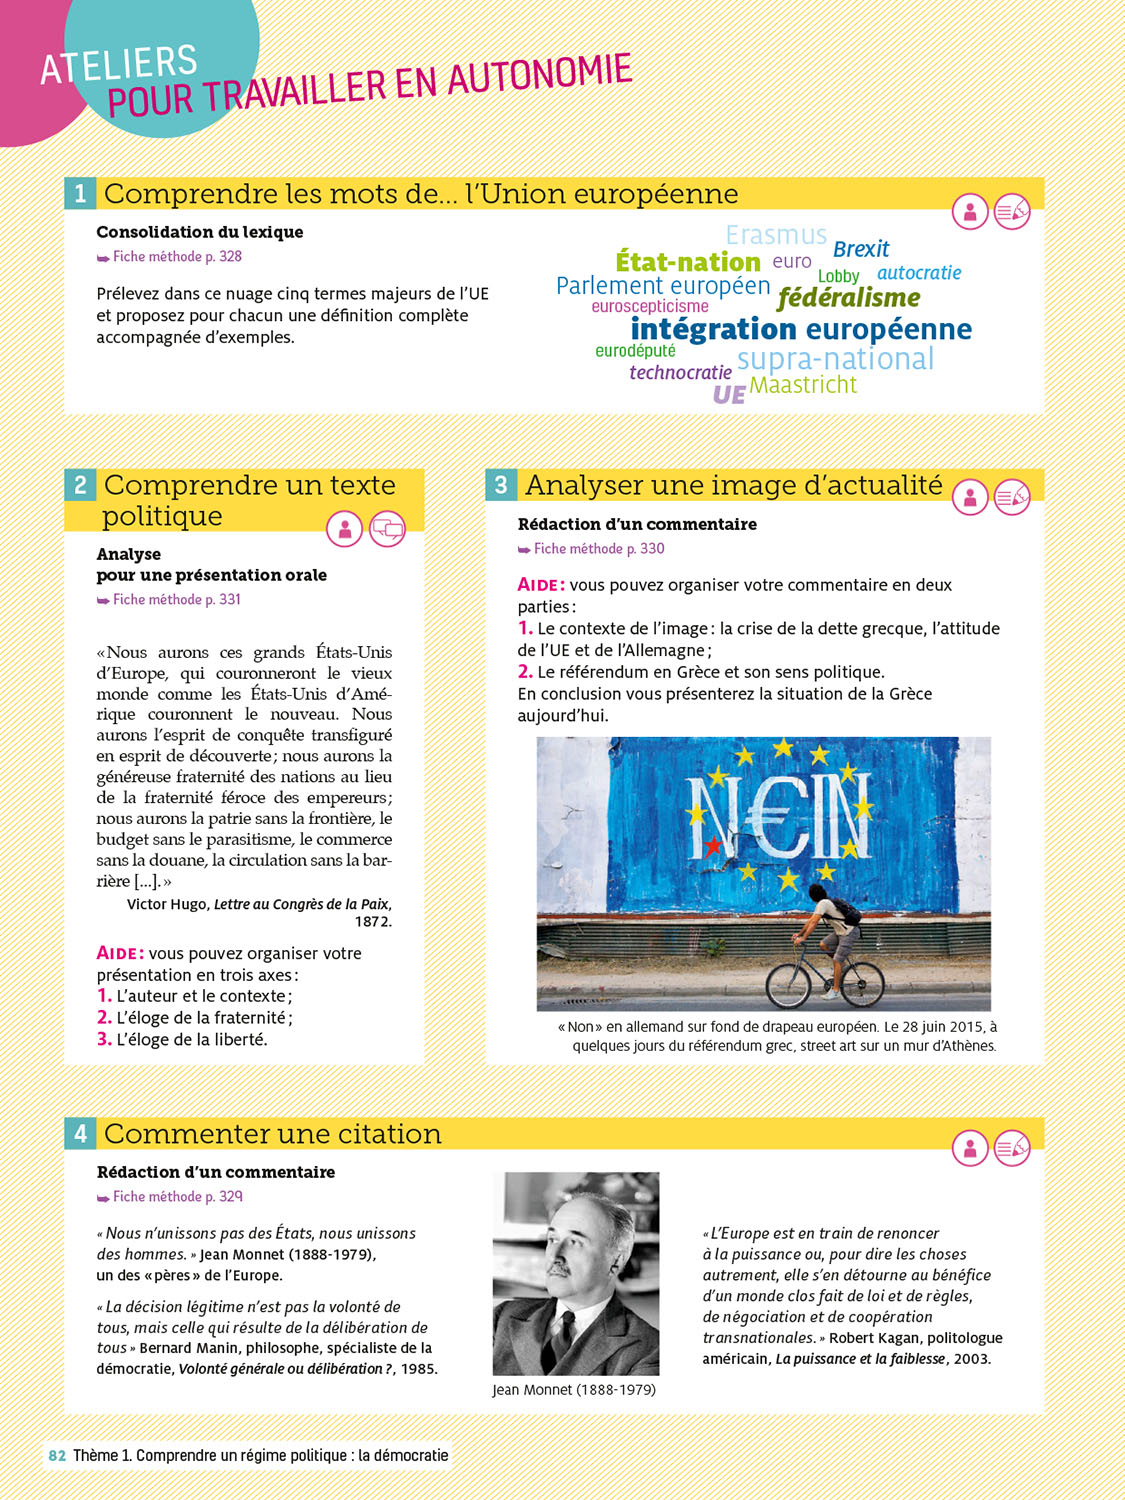 ATELIERS
POUR TRAVAILLER EN AUTONOMIE
1 Comprendre les mots de… l’Union européenne
Consolidation du lexique
➥ Fiche méthode p. 328
Prélevez dans ce nuage cinq termes majeurs de l’UE
et proposez pour chacun une définition complète
accompagnée d’exemples.
Erasmus
Brexit
État-nation
euro
Lobby
autocratie
Parlement européen
fédéralisme
euroscepticisme
intégration européenne
eurodéputé
supra-national
technocratie
Maastricht
UE
2 Comprendre un texte
politique
Analyse
pour une présentation orale
➥ Fiche méthode p. 331
« Nous aurons ces grands États-Unis
d’Europe, qui couronneront le vieux
monde comme les États-Unis d’Amé-
rique couronnent le nouveau. Nous
aurons l’esprit de conquête transfiguré
en esprit de découverte ; nous aurons la
généreuse fraternité des nations au lieu
de la fraternité féroce des empereurs ;
nous aurons la patrie sans la frontière, le
budget sans le parasitisme, le commerce
sans la douane, la circulation sans la bar-
rière […]. »
Victor Hugo, Lettre au Congrès de la Paix,
1872.
AIDE : vous pouvez organiser votre
présentation en trois axes :
1. L’auteur et le contexte ;
2. L’éloge de la fraternité ;
3. L’éloge de la liberté.
3 Analyser une image d’actualité
Rédaction d’un commentaire
➥ Fiche méthode p. 330
AIDE : vous pouvez organiser votre commentaire en deux
parties :
1. Le contexte de l’image : la crise de la dette grecque, l’attitude
de l’UE et de l’Allemagne ;
2. Le référendum en Grèce et son sens politique.
En conclusion vous présenterez la situation de la Grèce
aujourd’hui.
N€IN
« Non » en allemand sur fond de drapeau européen. Le 28 juin 2015, à
quelques jours du référendum grec, street art sur un mur d’Athènes.
4 Commenter une citation
Rédaction d’un commentaire
➥ Fiche méthode p. 329
« Nous n’unissons pas des États, nous unissons
des hommes. » Jean Monnet (1888-1979),
un des « pères » de l’Europe.
« La décision légitime n’est pas la volonté de
tous, mais celle qui résulte de la délibération de
tous » Bernard Manin, philosophe, spécialiste de la
démocratie, Volonté générale ou délibération ?, 1985.
Jean Monnet (1888-1979)
« L’Europe est en train de renoncer
à la puissance ou, pour dire les choses
autrement, elle s’en détourne au bénéfice
d’un monde clos fait de loi et de règles,
de négociation et de coopération
transnationales. » Robert Kagan, politologue
américain, La puissance et la faiblesse, 2003.
82 Thème 1. Comprendre un régime politique : la démocratie